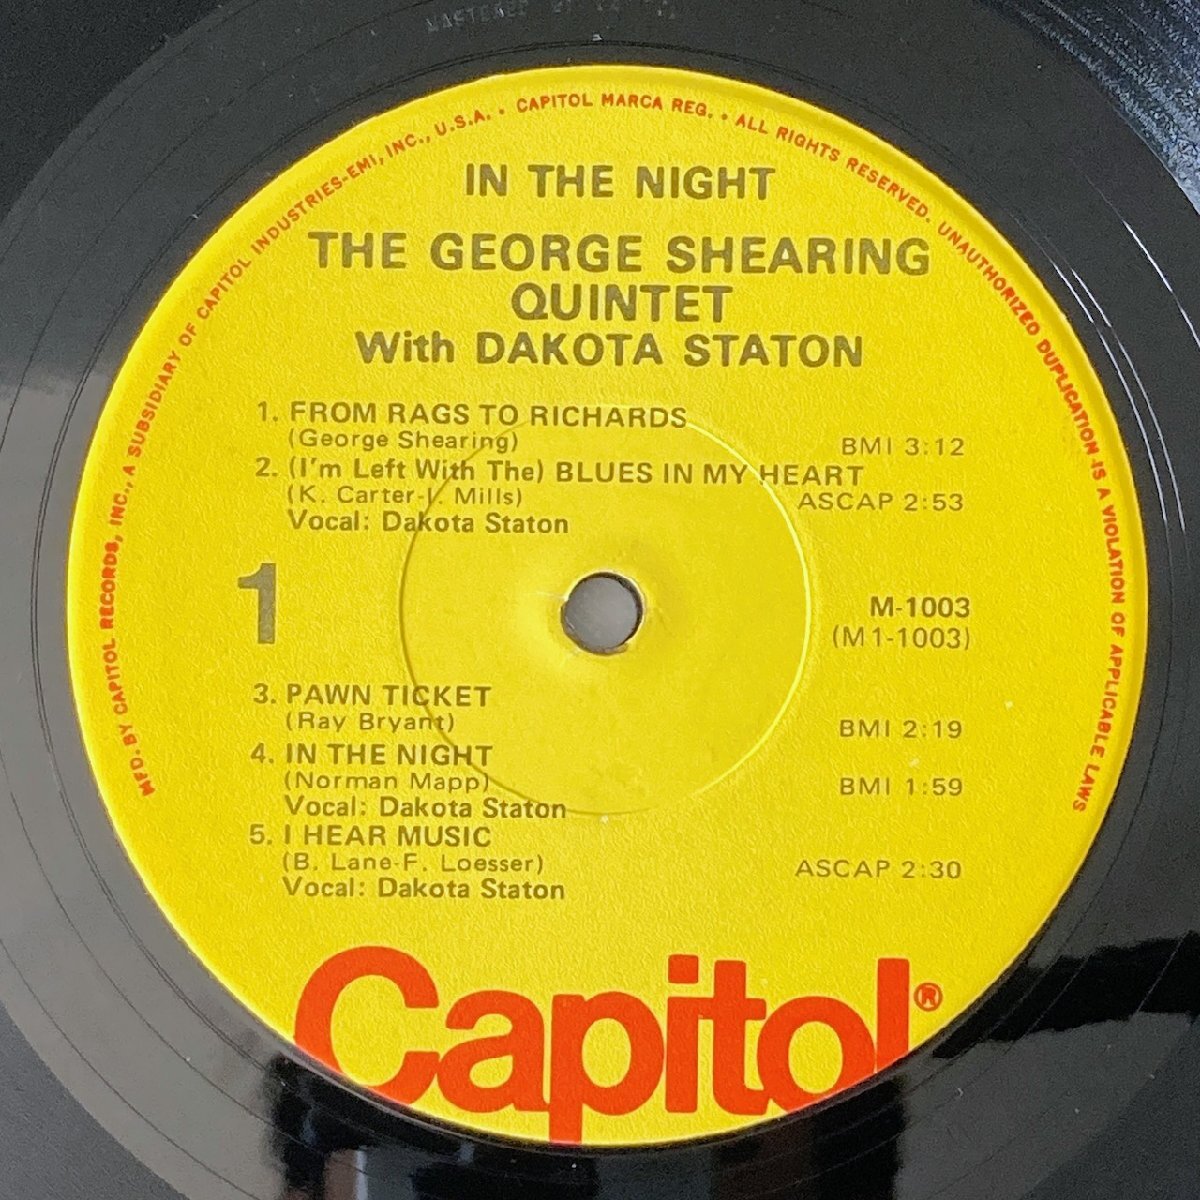 MASTERED BY CAPITOL
MFD. BY CAPITOL RECORDS, INC., A SUBSIDIARY OF CAPITOL INDUSTRIES-EMI, INC., U.S.A. • CAPITOL MARCA REG. • ALL RIGHTS RESERVED. UNAUTHORIZED DUPLICATION IS A VIOLATION OF APPLICABLE LAWS
IN THE NIGHT
THE GEORGE SHEARING
QUINTET
With DAKOTA STATON
1. FROM RAGS TO RICHARDS
(George Shearing) BMI 3:12
2. (I'm Left With The) BLUES IN MY HEART
(K. Carter-I. Mills) ASCAP 2:53
Vocal: Dakota Staton
1
M-1003
(M1-1003)
3. PAWN TICKET
(Ray Bryant) BMI 2:19
4. IN THE NIGHT
(Norman Mapp) BMI 1:59
Vocal: Dakota Staton
5. I HEAR MUSIC
(B. Lane-F. Loesser) ASCAP 2:30
Vocal: Dakota Staton
Capitol®